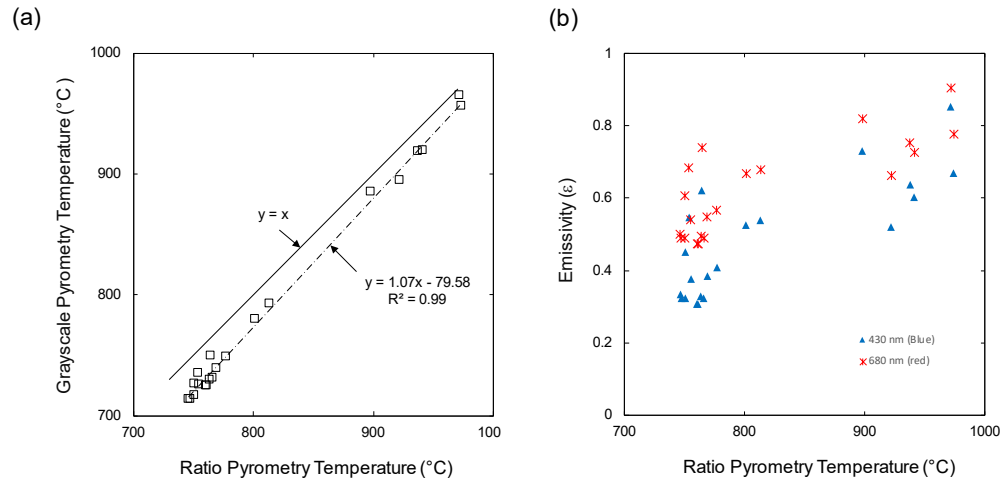 (a)
1000
900
800
700
Grayscale Pyrometry Temperature (°C)
y = x
y = 1.07x - 79.58
R² = 0.99
700
800
900
100
Ratio Pyrometry Temperature (°C)
(b)
1
0.8
0.6
0.4
0.2
0
Emissivity (ε)
430 nm (Blue)
680 nm (red)
700
800
900
1000
Ratio Pyrometry Temperature (°C)